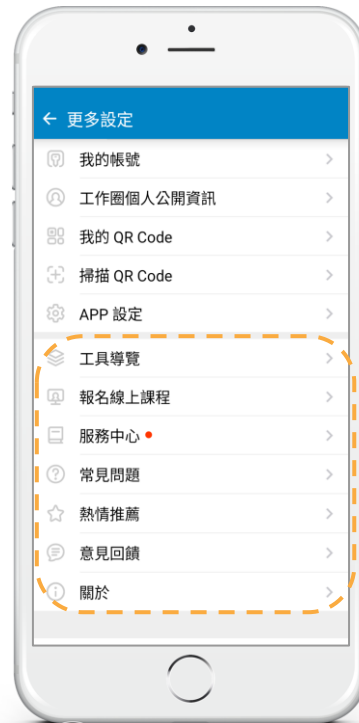 更多設定
我的帳號
工作圈個人公開資訊
我的 QR Code
掃描 QR Code
APP 設定
工具導覽
報名線上課程
服務中心
常見問題
熱情推薦
意見回饋
關於